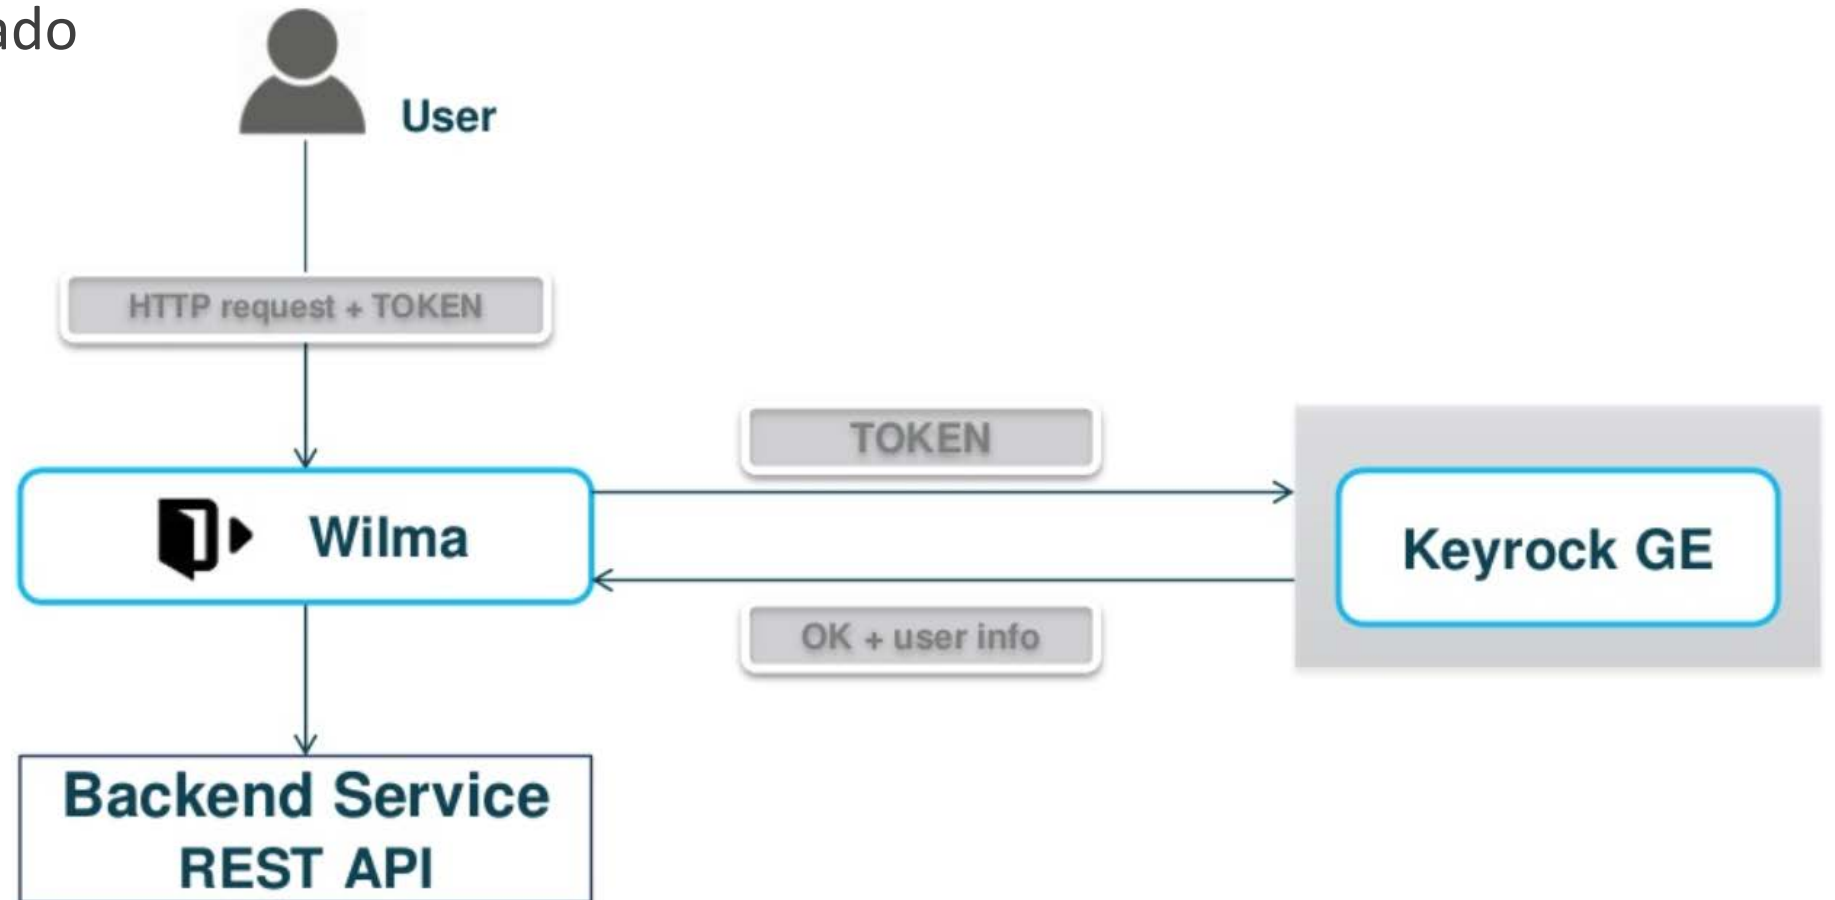 ado
User
HTTP request + TOKEN
TOKEN
Wilma
Keyrock GE
OK + user info
Backend Service
REST API